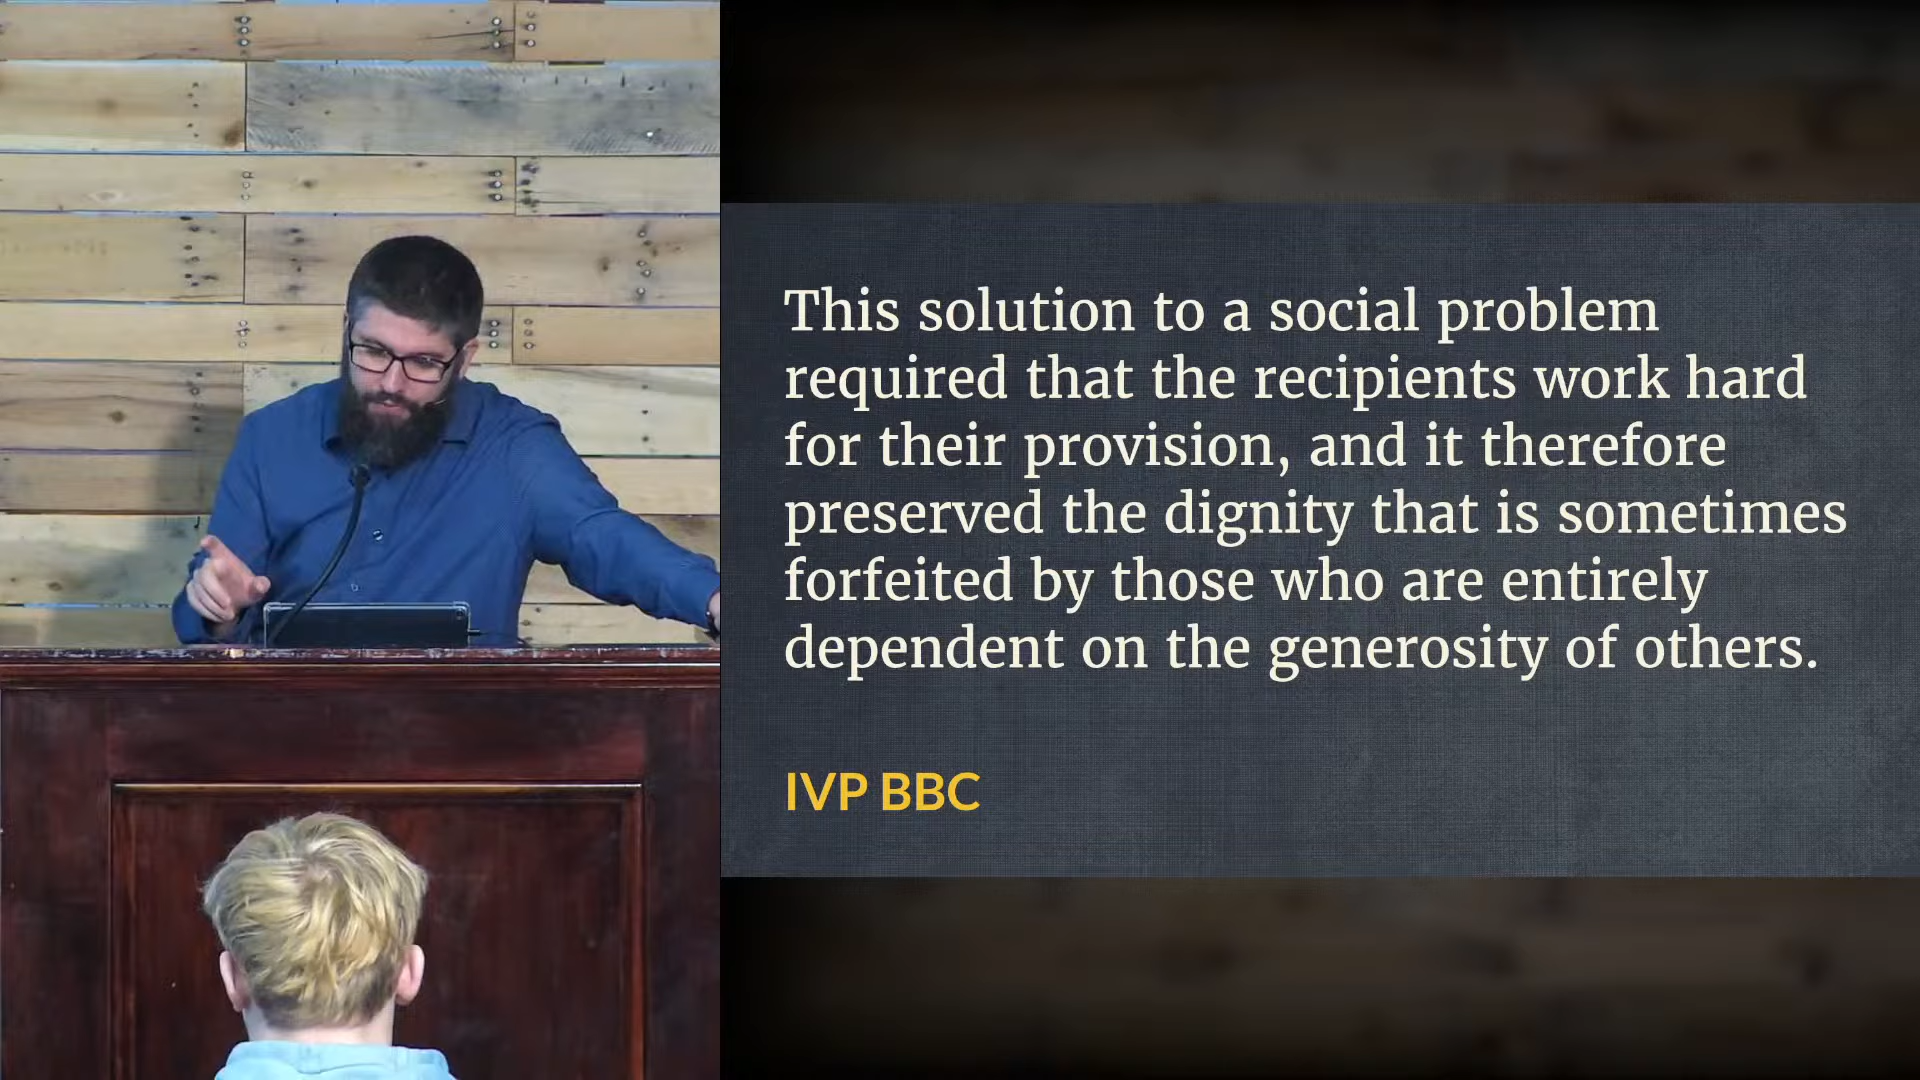 This solution to a social problem
required that the recipients work hard
for their provision, and it therefore
preserved the dignity that is sometimes
forfeited by those who are entirely
dependent on the generosity of others.
IVP BBC